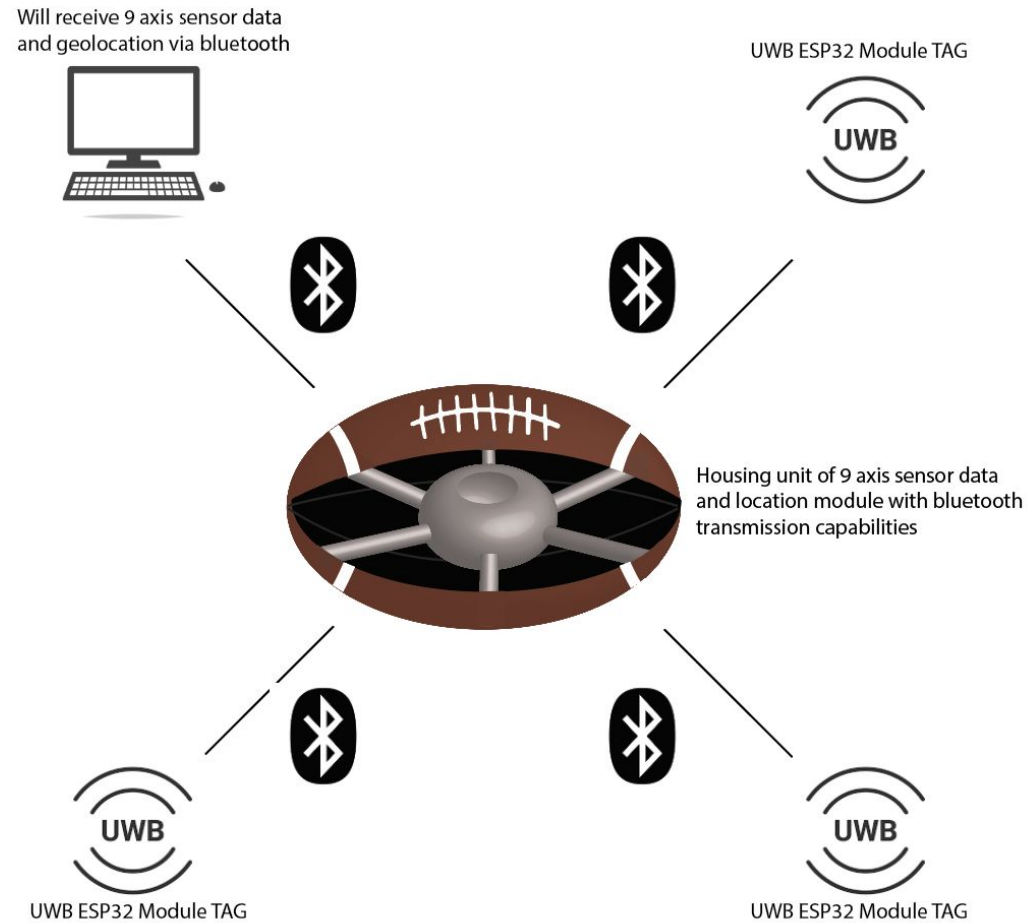 Will receive 9 axis sensor data
and geolocation via bluetooth
UWB ESP32 Module TAG
UWB
Housing unit of 9 axis sensor data
and location module with bluetooth
transmission capabilities
UWB
UWB ESP32 Module TAG
UWB
UWB ESP32 Module TAG